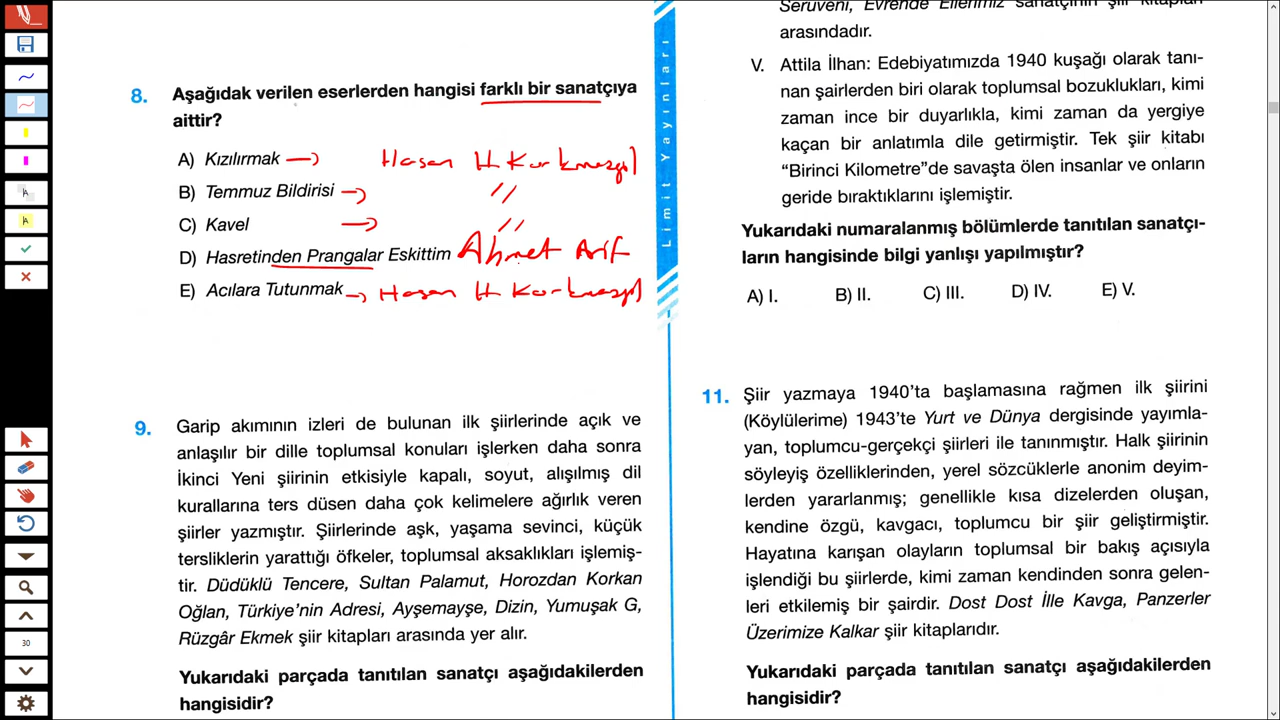 8. Aşağıdak verilen eserlerden hangisi farklı bir sanatçıya
aittir?
A) Kızılırmak → Hasan H. Korkmazgil
B) Temmuz Bildirisi → "
C) Kavel → "
D) Hasretinden Prangalar Eskittim Ahmet Arif
E) Acılara Tutunmak → Hasan H. Korkmazgil
9. Garip akımının izleri de bulunan ilk şiirlerinde açık ve
anlaşılır bir dille toplumsal konuları işlerken daha sonra
İkinci Yeni şiirinin etkisiyle kapalı, soyut, alışılmış dil
kurallarına ters düsen daha çok kelimelere ağırlık veren
şiirler yazmıştır. Şiirlerinde aşk, yaşama sevinci, küçük
tersliklerin yarattığı öfkeler, toplumsal aksaklıkları işlemiş-
tir. Düdüklü Tencere, Sultan Palamut, Horozdan Korkan
Oğlan, Türkiye'nin Adresi, Ayşemayşe, Dizin, Yumuşak G,
Rüzgâr Ekmek şiir kitapları arasında yer alır.
Yukarıdaki parçada tanıtılan sanatçı aşağıdakilerden
hangisidir?
Limit Yayınları
Serüveni, Evrende Ellerimiz sanatçının şiir kitapları
arasındadır.
V. Attila İlhan: Edebiyatımızda 1940 kuşağı olarak tanı-
nan şairlerden biri olarak toplumsal bozuklukları, kimi
zaman ince bir duyarlıkla, kimi zaman da yergiye
kaçan bir anlatımla dile getirmiştir. Tek şiir kitabı
"Birinci Kilometre"de savaşta ölen insanlar ve onların
geride bıraktıklarını işlemiştir.
Yukarıdaki numaralanmış bölümlerde tanıtılan sanatçı-
ların hangisinde bilgi yanlışı yapılmıştır?
A) I. B) II. C) III. D) IV. E) V.
11. Şiir yazmaya 1940'ta başlamasına rağmen ilk şiirini
(Köylülerime) 1943'te Yurt ve Dünya dergisinde yayımla-
yan, toplumcu-gerçekçi şiirleri ile tanınmıştır. Halk şiirinin
söyleyiş özelliklerinden, yerel sözcüklerle anonim deyim-
lerden yararlanmış; genellikle kısa dizelerden oluşan,
kendine özgü, kavgacı, toplumcu bir şiir geliştirmiştir.
Hayatına karışan olayların toplumsal bir bakış açısıyla
işlendiği bu şiirlerde, kimi zaman kendinden sonra gelen-
leri etkilemiş bir şairdir. Dost Dost İlle Kavga, Panzerler
Üzerimize Kalkar şiir kitaplarıdır.
Yukarıdaki parçada tanıtılan sanatçı aşağıdakilerden
hangisidir?
30